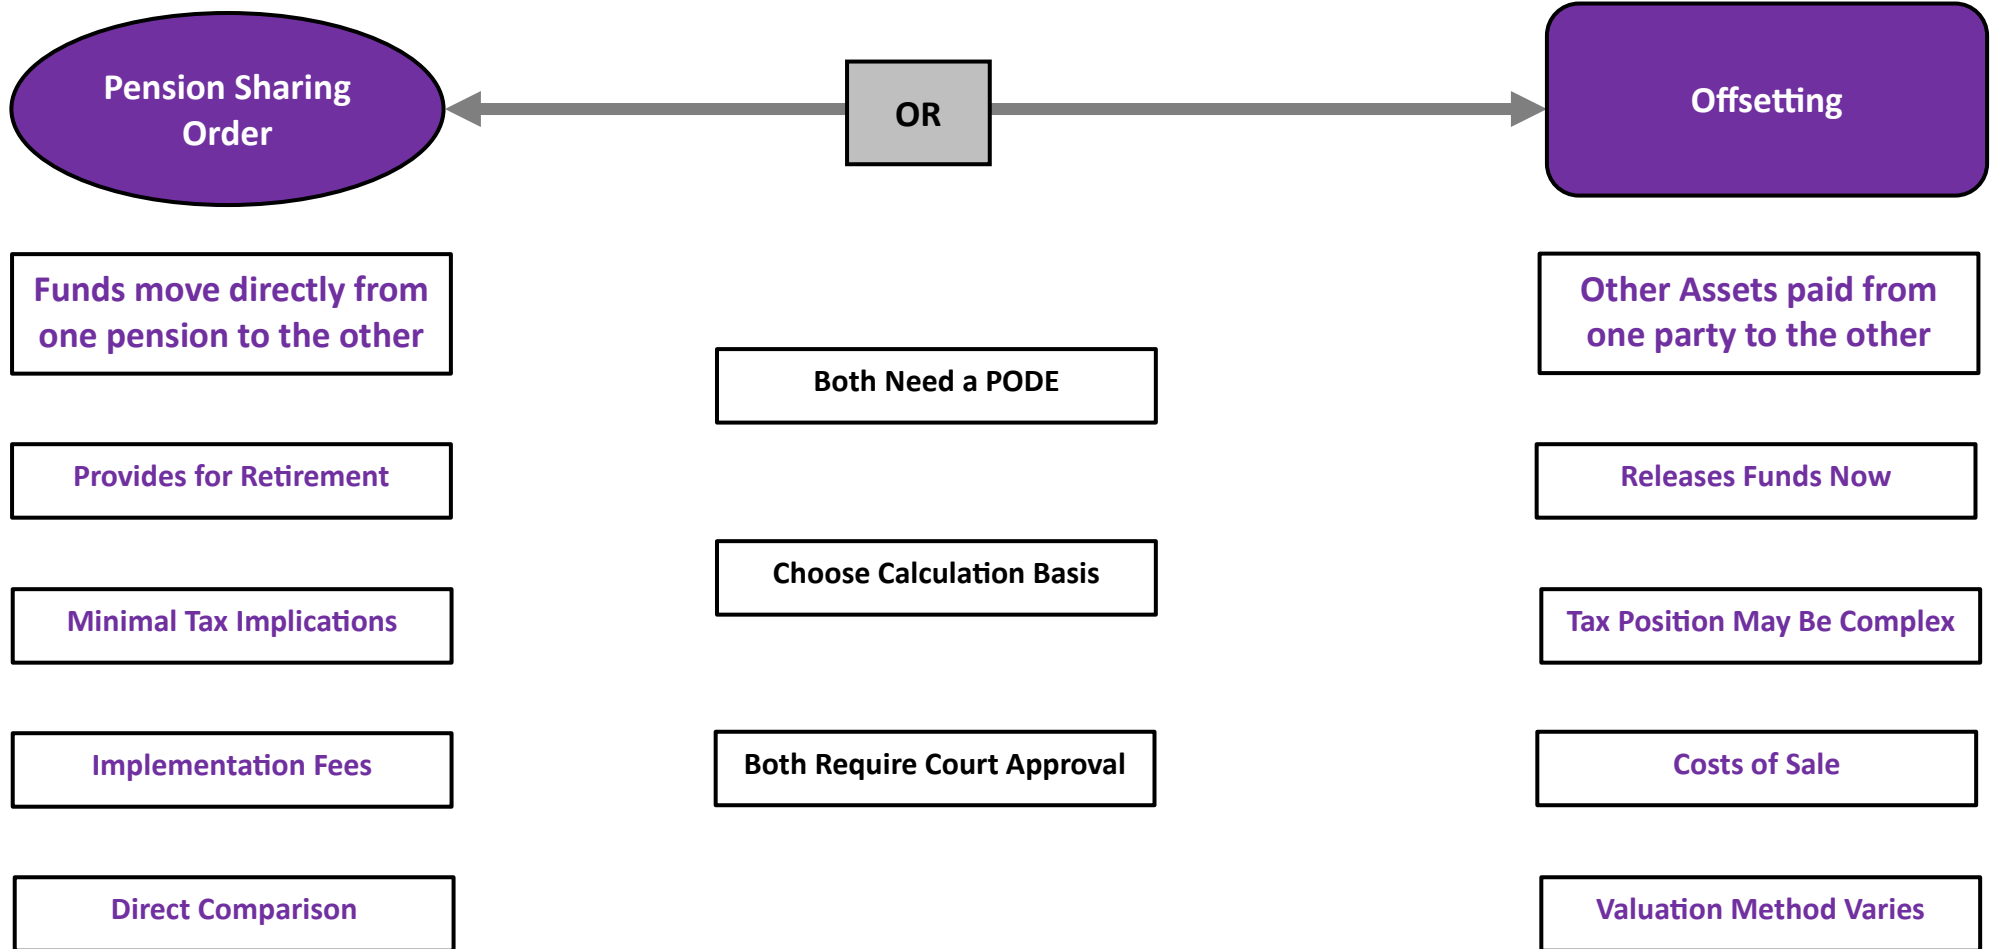 Pension Sharing
Order
OR
Offsetting
Funds move directly from
one pension to the other
Other Assets paid from
one party to the other
Both Need a PODE
Provides for Retirement
Releases Funds Now
Choose Calculation Basis
Minimal Tax Implications
Tax Position May Be Complex
Implementation Fees
Both Require Court Approval
Costs of Sale
Direct Comparison
Valuation Method Varies